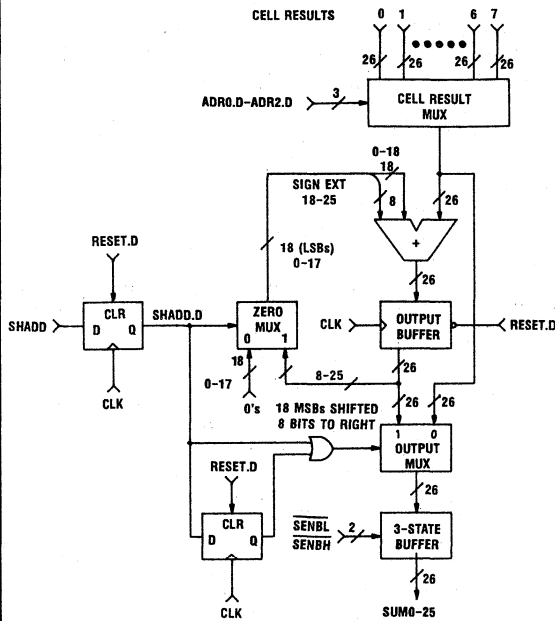 CELL RESULTS
0 1 6 7
26 26 26 26
ADR0.D-ADR2.D
3
CELL RESULT
MUX
0-18
18
SIGN EXT
18-25
8
26
+
18 (LSBs)
0-17
26
RESET.D
SHADD
CLR
D Q
SHADD.D
CLK
ZERO
MUX
0 1
18
0-17
0's
CLK
OUTPUT
BUFFER
RESET.D
26
8-25
26
26
18 MSBs SHIFTED
8 BITS TO RIGHT
1 0
OUTPUT
MUX
26
RESET.D
CLR
D Q
CLK
SENBL
SENBH
2
3-STATE
BUFFER
26
SUM0-25